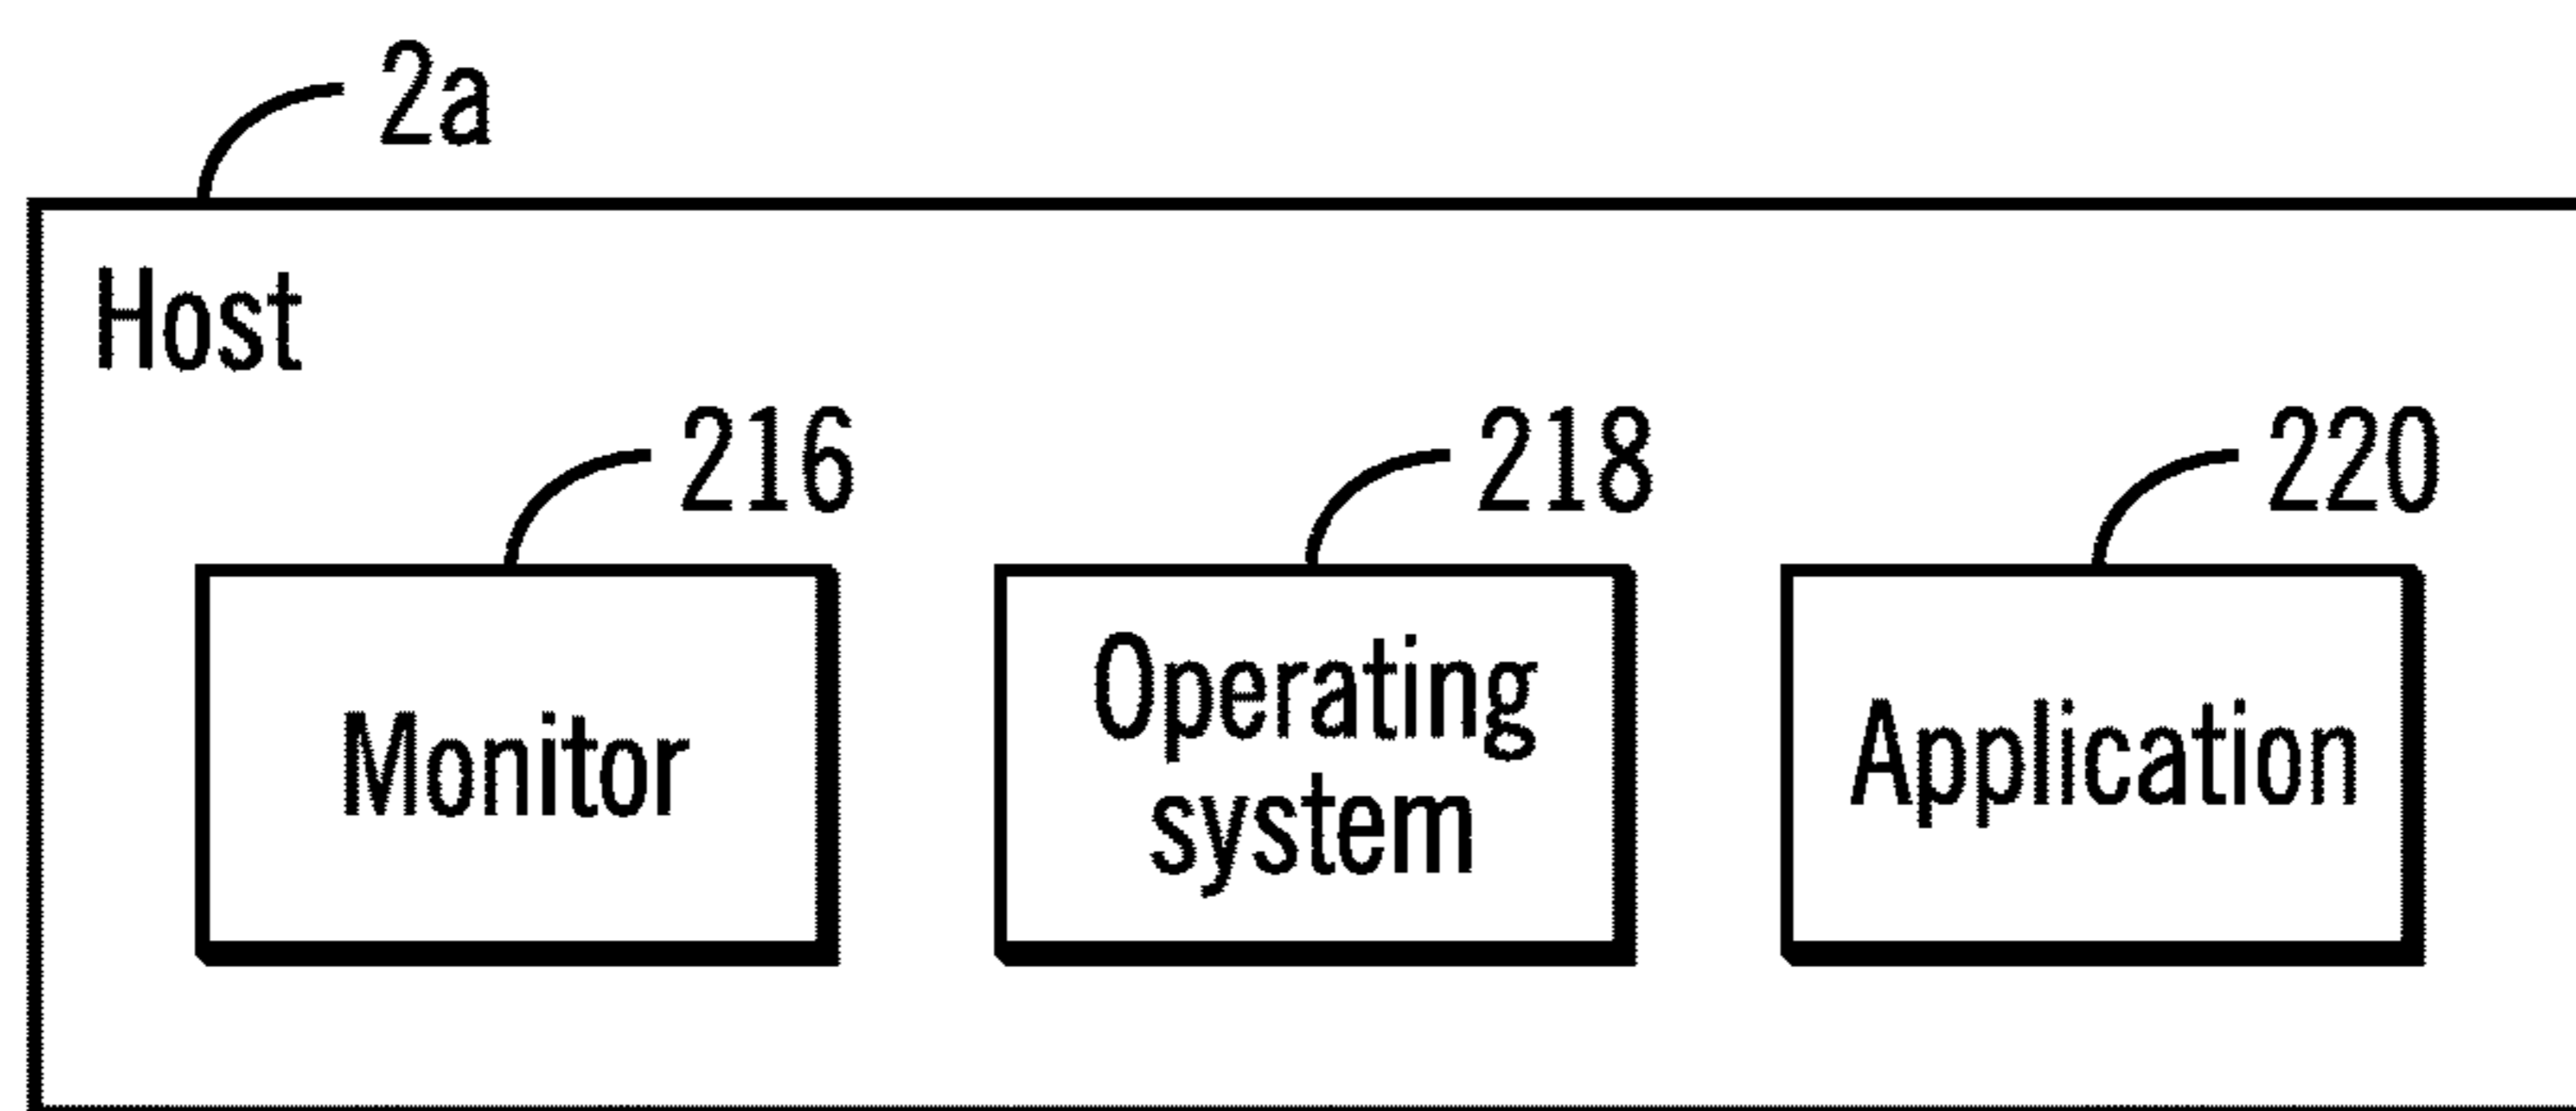 2a
Host
216
218
220
Monitor
Operating
system
Application